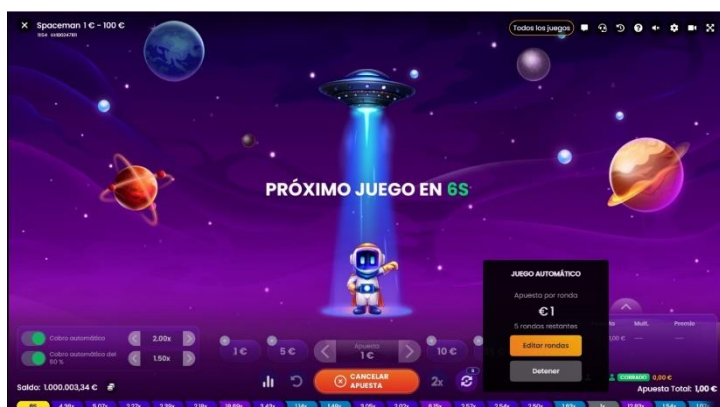 Spaceman 1 € - 100 €
Todos los juegos
PRÓXIMO JUEGO EN 6S
JUEGO AUTOMÁTICO
Apuesta por ronda
€1
5 rondas restantes
Editar rondas
Detener
Mult.
Premio
Cobro automático
2.00x
Cobro automático del
50 %
1.50x
1 €
5 €
Apuesta
1 €
10 €
CANCELAR
APUESTA
2x
Saldo: 1.000.003,34 €
COBRADO 0,00 €
Apuesta Total: 1,00 €